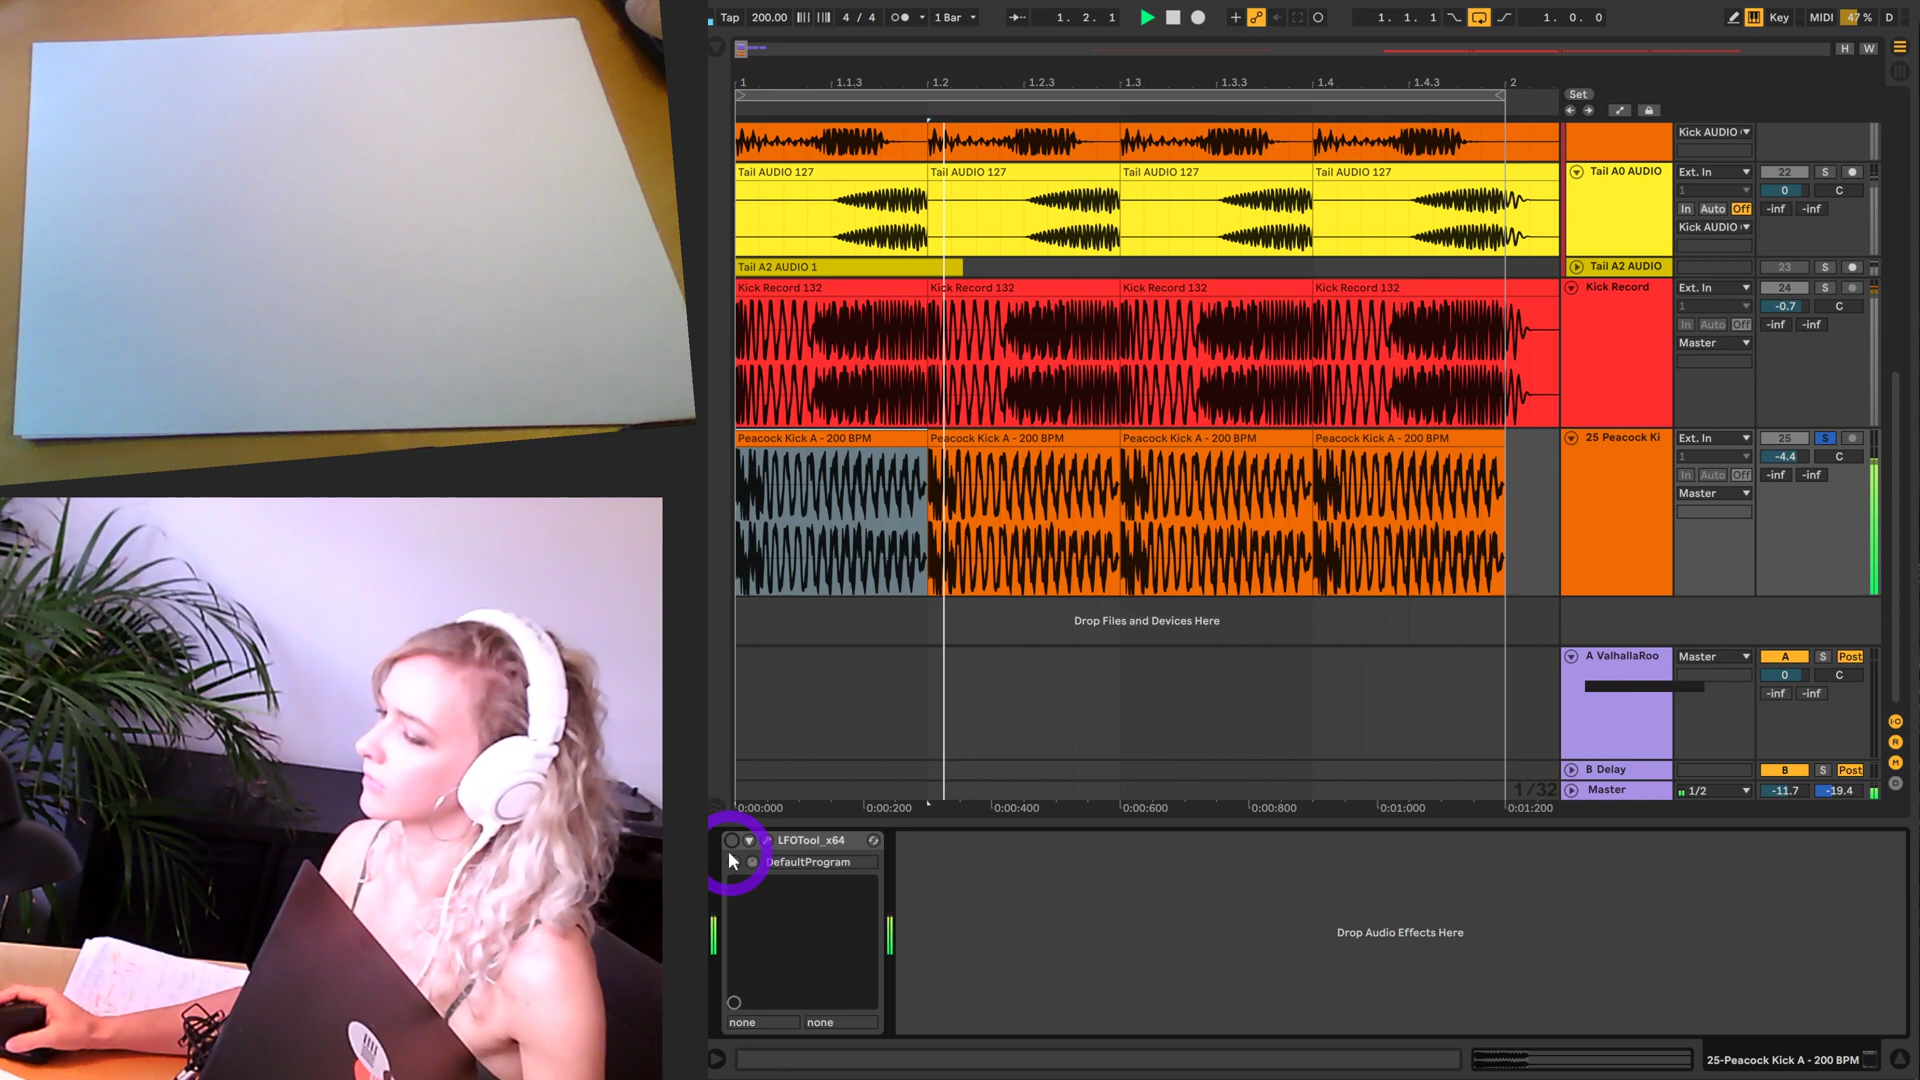 Tap 200.00 4 / 4 1 Bar 1. 2. 1 1. 1. 1 1. 0. 0 Key MIDI 47 % D
H W
1 1.1.3 1.2 1.2.3 1.3 1.3.3 1.4 1.4.3 2
Set
Kick AUDIO
Tail AUDIO 127 Tail AUDIO 127 Tail AUDIO 127 Tail AUDIO 127 Tail A0 AUDIO Ext. In 22 S
1 0 C
In Auto Off -inf -inf
Kick AUDIO
Tail A2 AUDIO 1 Tail A2 AUDIO 23 S
Kick Record 132 Kick Record 132 Kick Record 132 Kick Record 132 Kick Record Ext. In 24 S
1 -0.7 C
In Auto Off -inf -inf
Master
Peacock Kick A - 200 BPM Peacock Kick A - 200 BPM Peacock Kick A - 200 BPM Peacock Kick A - 200 BPM 25 Peacock Ki Ext. In 25 S
1 -4.4 C
In Auto Off -inf -inf
Master
Drop Files and Devices Here
A ValhallaRoo Master A S Post
0 C
-inf -inf
I·O
B Delay B S Post
R
M
D
1/32 Master 1/2 -11.7 -19.4
0:00:000 0:00:200 0:00:400 0:00:600 0:00:800 0:01:000 0:01:200
LFOTool_x64
DefaultProgram
Drop Audio Effects Here
none none
25-Peacock Kick A - 200 BPM